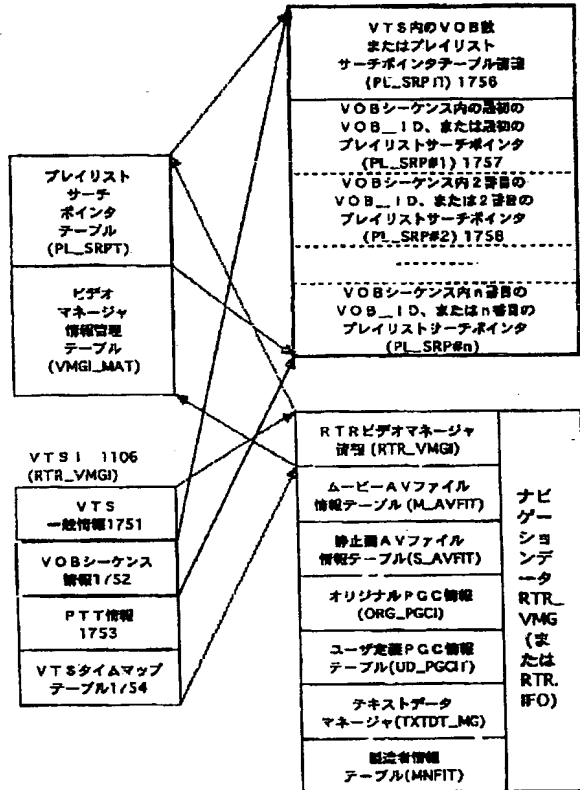 VTS内のVOB数
またはプレイリスト
サーチポインタテーブル情報
(PL_SRPTI) 1756
VOBシーケンス内の最初の
VOB_ID、または最初の
プレイリストサーチポインタ
(PL_SRP#1) 1757
VOBシーケンス内2番目の
VOB_ID、または2番目の
プレイリストサーチポインタ
(PL_SRP#2) 1758
VOBシーケンス内n番目の
VOB_ID、またはn番目の
プレイリストサーチポインタ
(PL_SRP#n)
プレイリスト
サーチ
ポインタ
テーブル
(PL_SRPT)
ビデオ
マネージャ
情報管理
テーブル
(VMGI_MAT)
VTSI 1106
(RTR_VMGI)
VTS
一般情報1751
VOBシーケンス
情報1752
PTT情報
1753
VTSタイムマップ
テーブル1754
RTRビデオマネージャ
情報 (RTR_VMGI)
ムービーAVファイル
情報テーブル (M_AVFIT)
静止画AVファイル
情報テーブル(S_AVFIT)
オリジナルPGC情報
(ORG_PGCI)
ユーザ定義PGC情報
テーブル(UD_PGCIT)
テキストデータ
マネージャ(TXTDT_MG)
製造者情報
テーブル(MNFIT)
ナビ
ゲー
ショ
ンデ
ータ
RTR_
VMG
(ま
たは
RTR.
IFO)